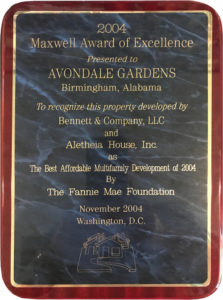 2004
Maxwell Award of Excellence
Presented to
AVONDALE GARDENS
Birmingham, Alabama
To recognize this property developed by
Bennett & Company, LLC
and
Aletheia House, Inc.
as
The Best Affordable Multifamily Development of 2004
By
The Fannie Mae Foundation
November 2004
Washington, D.C.